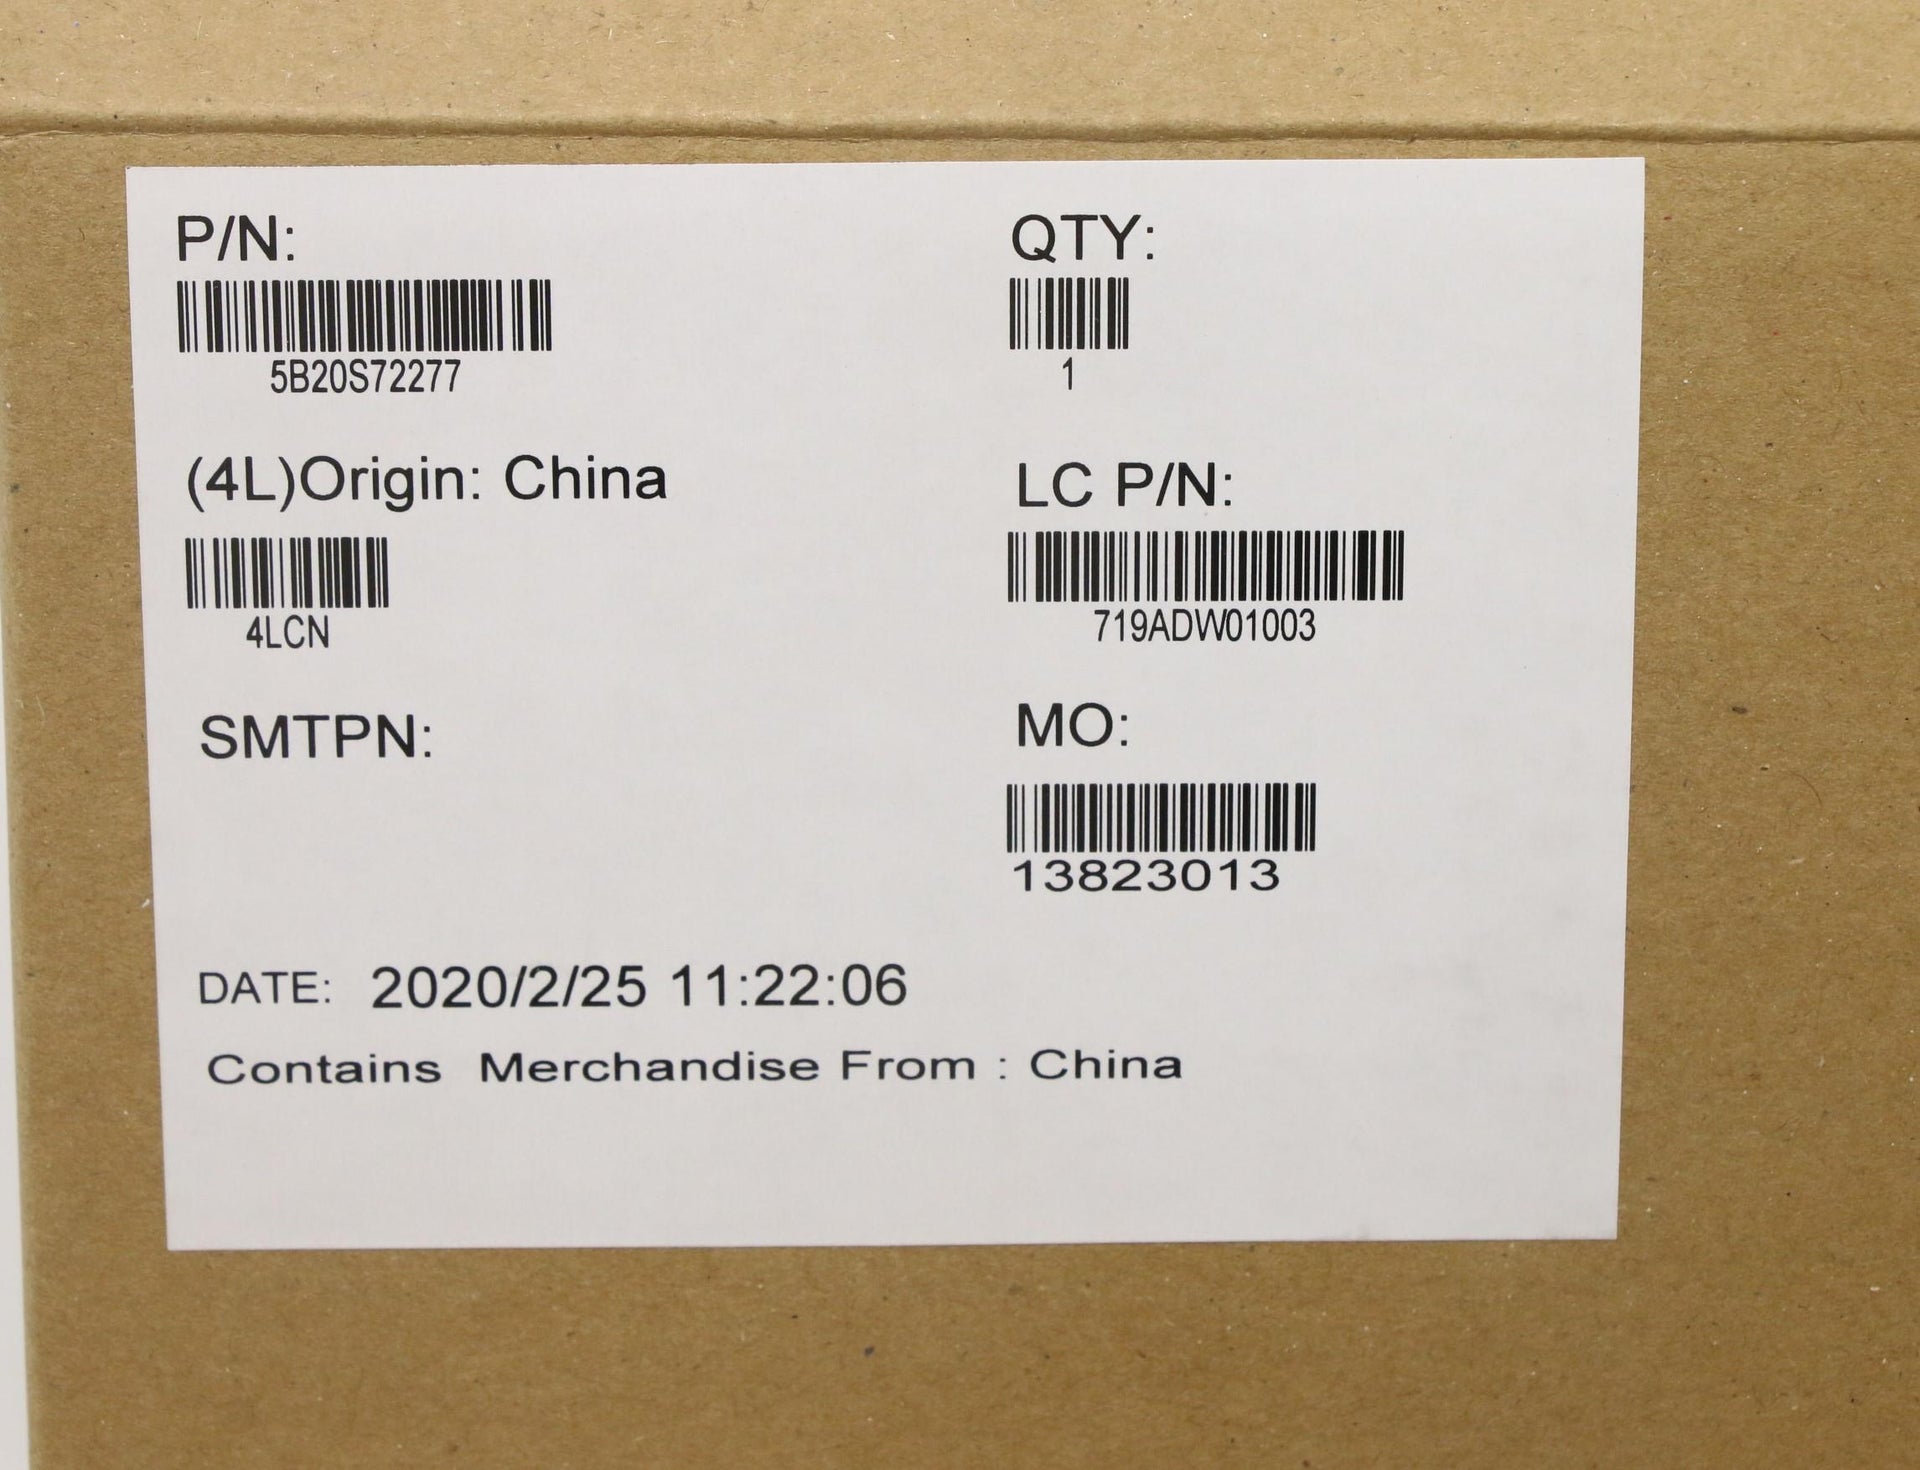 P/N:
QTY:
5B20S72277
1
(4L)Origin: China
LC P/N:
4LCN
719ADW01003
SMTPN:
MO:
13823013
DATE: 2020/2/25 11:22:06
Contains Merchandise From : China